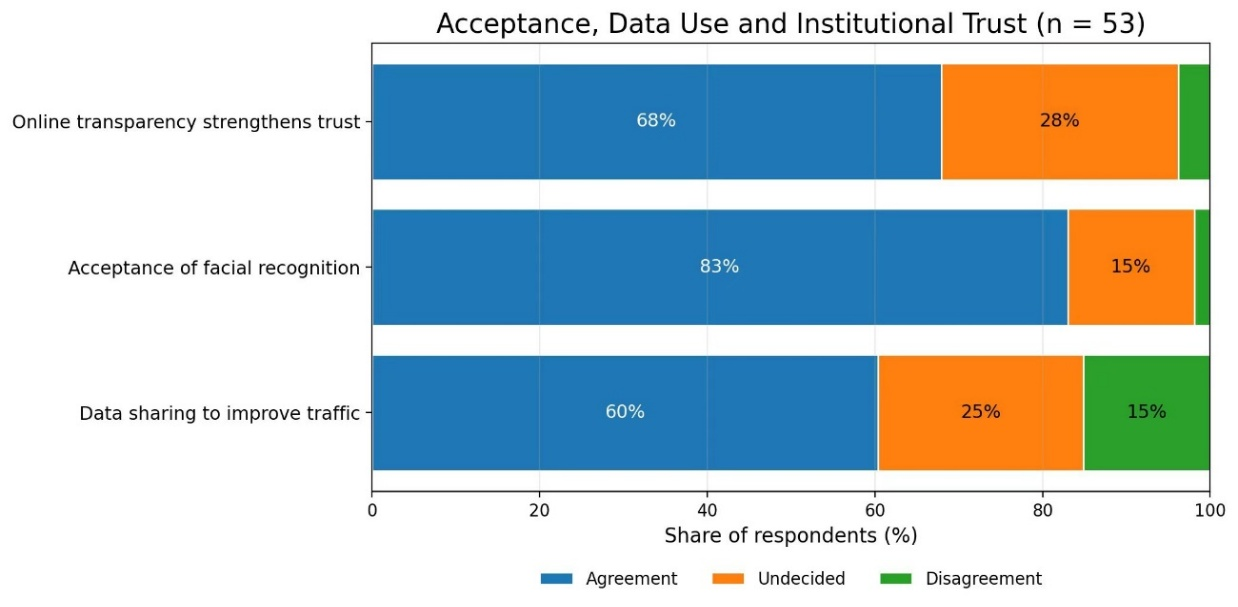 Acceptance, Data Use and Institutional Trust (n = 53)
Online transparency strengthens trust
68%
28%
Acceptance of facial recognition
83%
15%
Data sharing to improve traffic
60%
25%
15%
0 20 40 60 80 100
Share of respondents (%)
Agreement Undecided Disagreement